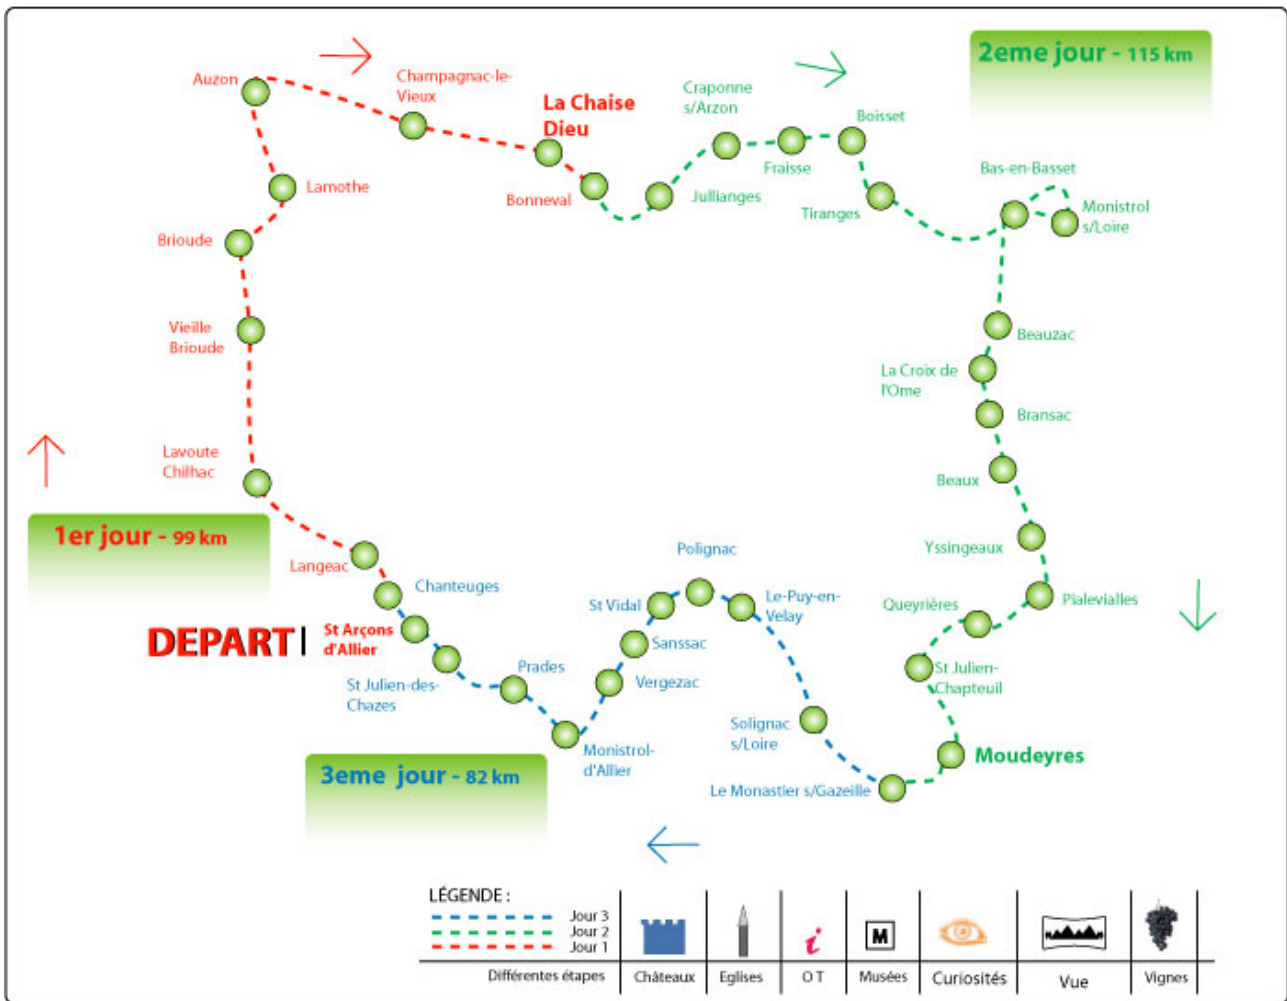 2eme jour - 115 km
Auzon
Champagnac-le-
Vieux
La Chaise
Dieu
Craponne
s/Arzon
Boisset
Fraisse
Bas-en-Basset
Lamothe
Bonneval
Jullianges
Tiranges
Monistrol
s/Loire
Brioude
Vieille
Brioude
Beauzac
La Croix de
l'Ome
Bransac
Lavoute
Chilhac
Beaux
1er jour - 99 km
Langeac
Chanteuges
Polignac
Yssingeaux
St Vidal
Le-Puy-en-
Velay
Queyrières
Pialevialles
DEPART|
St Arçons
d'Allier
Sanssac
St Julien-des-
Chazes
Prades
Vergezac
St Julien-
Chapteuil
Solignac
s/Loire
Monistrol-
d'Allier
Moudeyres
3eme jour - 82 km
Le Monastier s/Gazeille
LÉGENDE :
Jour 3
Jour 2
Jour 1
i
M
Différentes étapes
Châteaux
Eglises
O T
Musées
Curiosités
Vue
Vignes